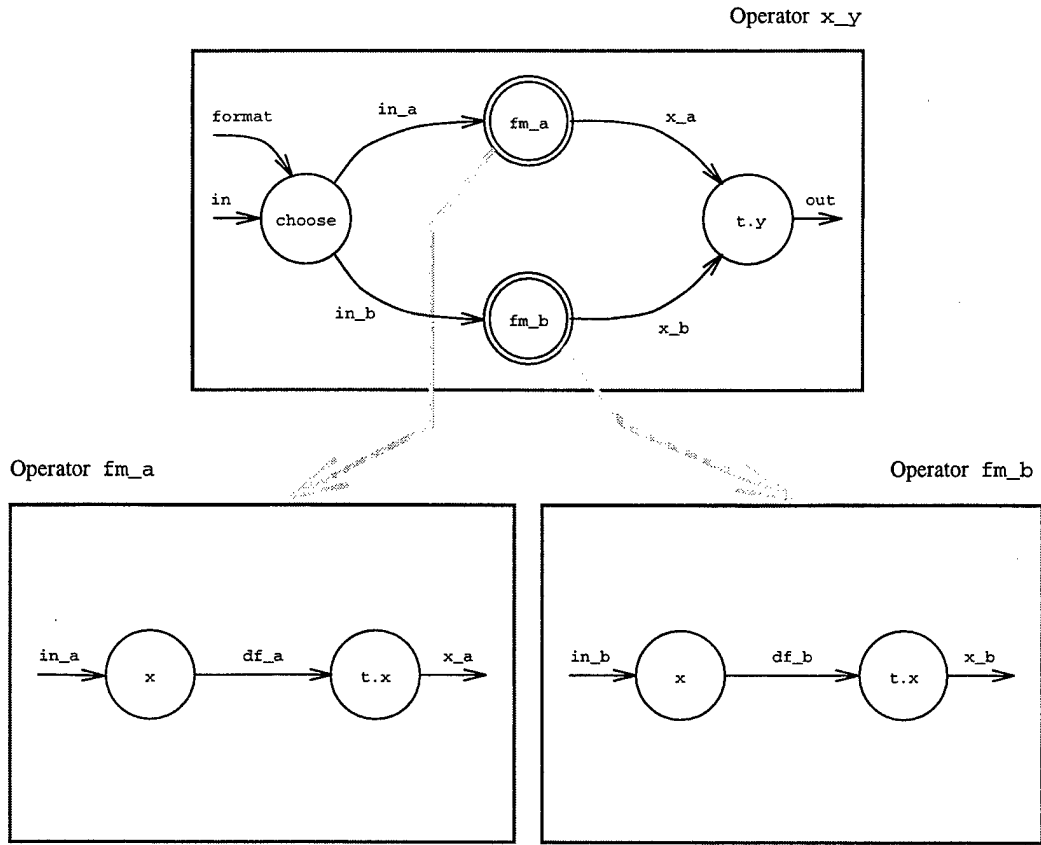 Operator x_y
format
in
choose
in_a
fm_a
x_a
in_b
fm_b
x_b
t.y
out
Operator fm_a
in_a
x
df_a
t.x
x_a
Operator fm_b
in_b
x
df_b
t.x
x_b